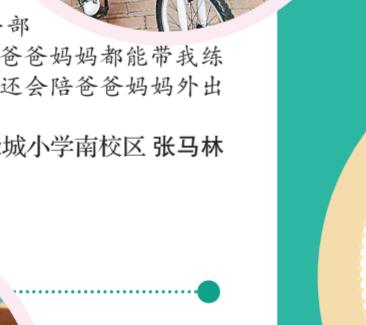 部
爸爸妈妈都能带我练
还会陪爸爸妈妈外出
城小学南校区 张马林